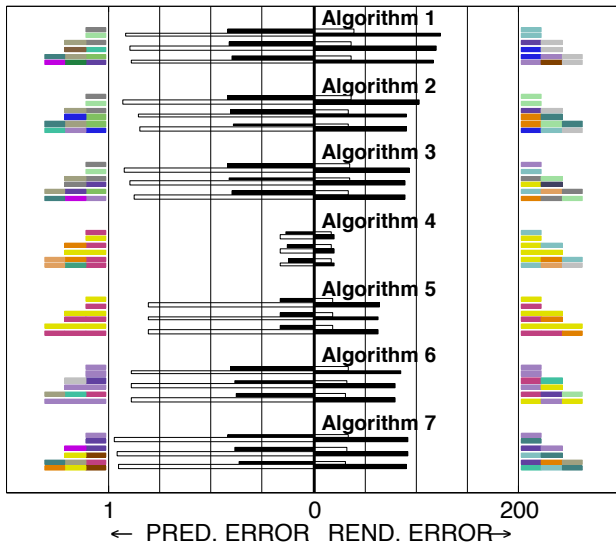 Algorithm 1
Algorithm 2
Algorithm 3
Algorithm 4
Algorithm 5
Algorithm 6
Algorithm 7
1 0 200
← PRED. ERROR REND. ERROR →